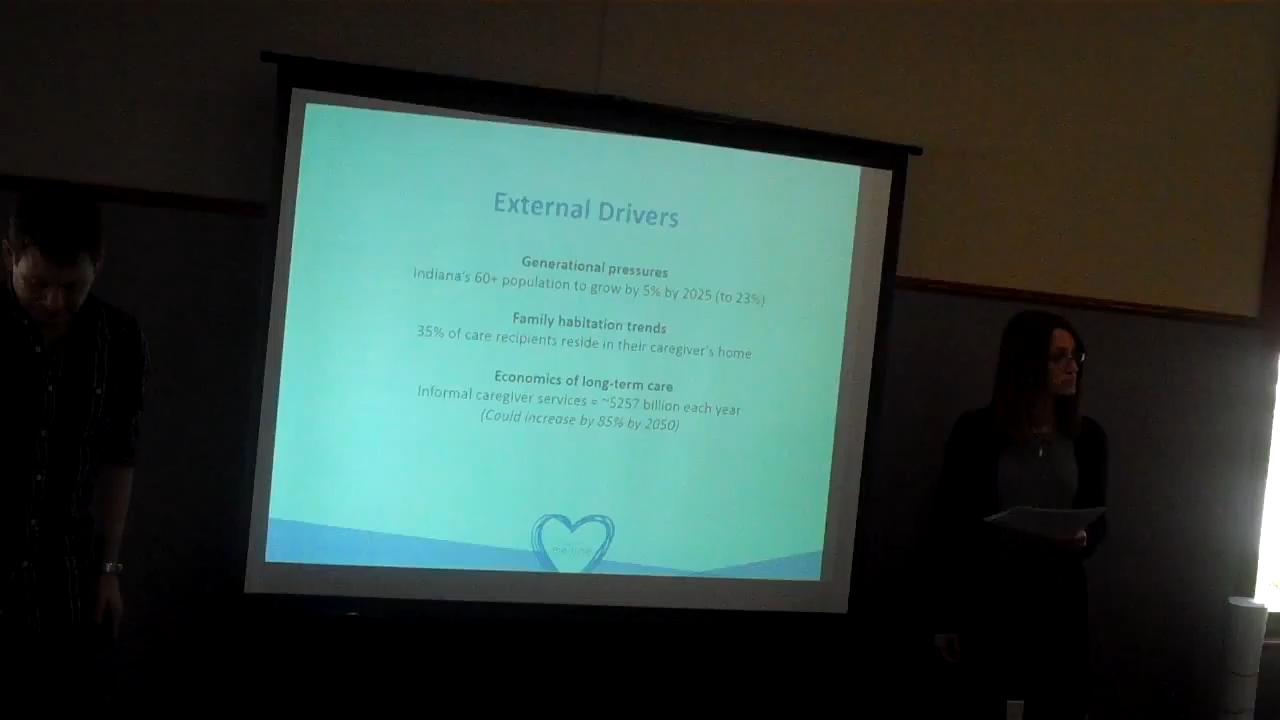 External Drivers
Generational pressures
Indiana's 60+ population to grow by 5% by 2025 (to 23%)
Family habitation trends
35% of care recipients reside in their caregiver's home
Economics of long-term care
Informal caregiver services = ~$257 billion each year
(Could increase by 85% by 2050)